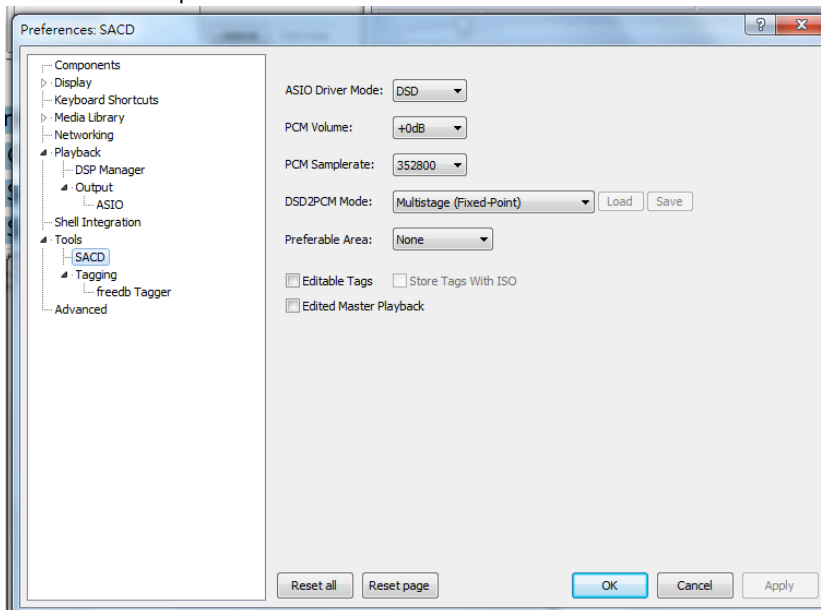 Preferences: SACD
Components
Display
Keyboard Shortcuts
Media Library
Networking
Playback
DSP Manager
Output
ASIO
Shell Integration
Tools
SACD
Tagging
freedb Tagger
Advanced
ASIO Driver Mode: DSD
PCM Volume: +0dB
PCM Samplerate: 352800
DSD2PCM Mode: Multistage (Fixed-Point) Load Save
Preferable Area: None
Editable Tags Store Tags With ISO
Edited Master Playback
Reset all Reset page OK Cancel Apply